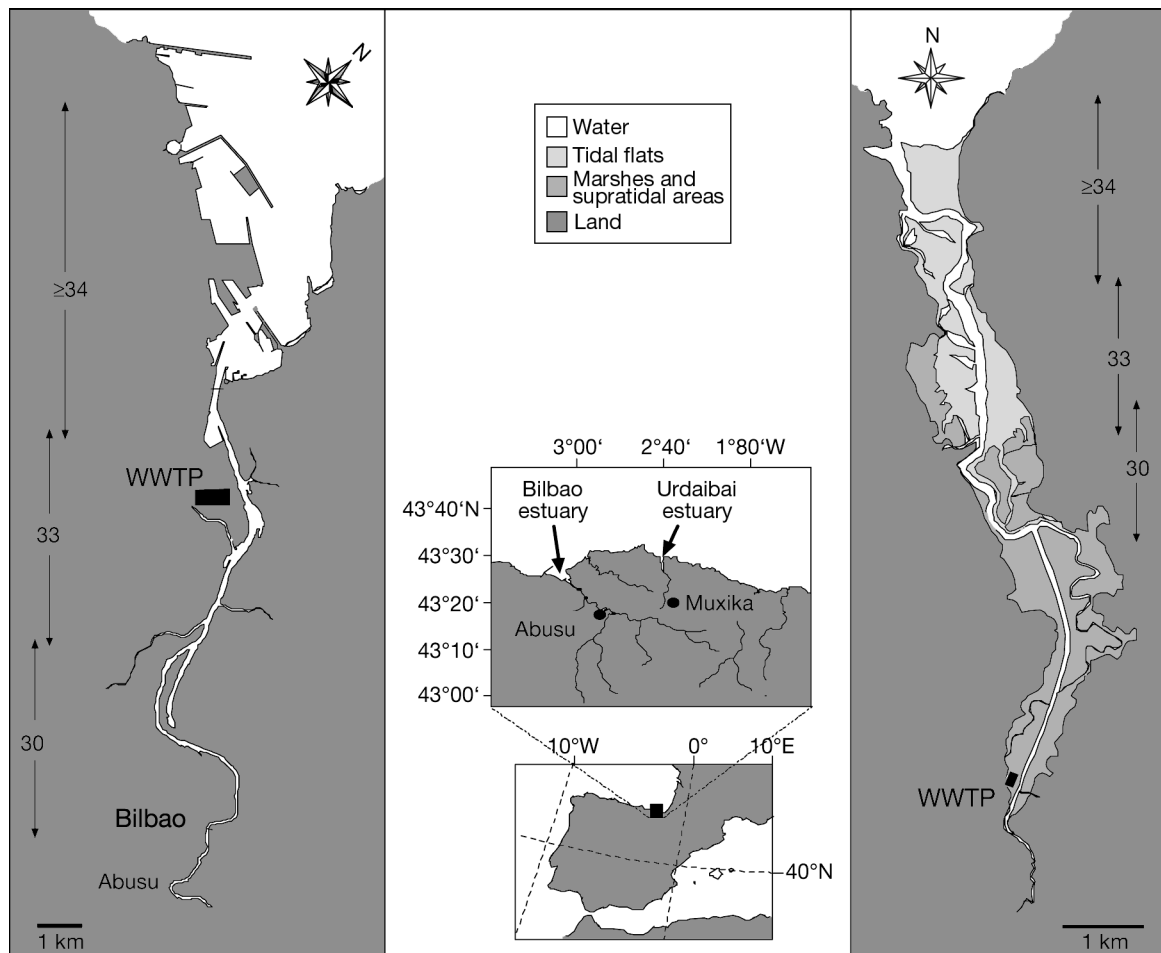 N
≥34
WWTP
33
30
Bilbao
Abusu
1 km
Water
Tidal flats
Marshes and
supratidal areas
Land
3°00‘ 2°40‘ 1°80‘W
Bilbao
estuary
Urdaibai
estuary
43°40‘N
43°30‘
43°20‘
43°10‘
43°00‘
Muxika
Abusu
10°W 0° 10°E
40°N
N
≥34
33
30
WWTP
1 km